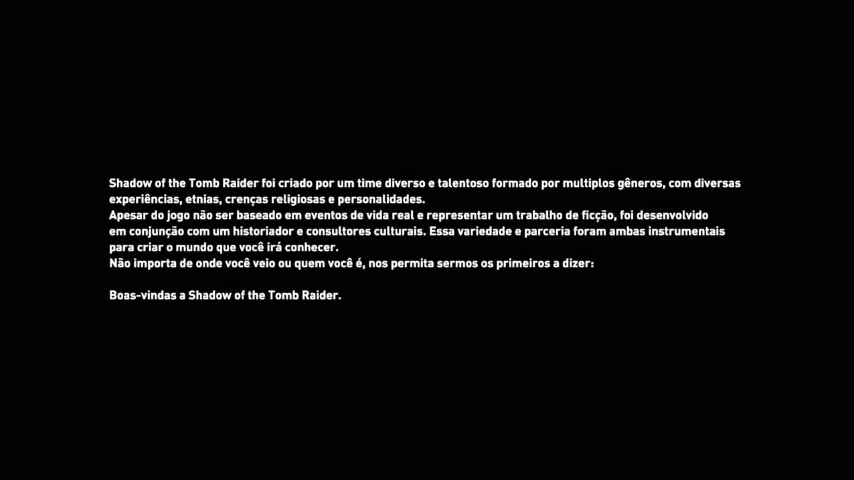 Shadow of the Tomb Raider foi criado por um time diverso e talentoso formado por multiplos gêneros, com diversas
experiências, etnias, crenças religiosas e personalidades.
Apesar do jogo não ser baseado em eventos de vida real e representar um trabalho de ficção, foi desenvolvido
em conjunção com um historiador e consultores culturais. Essa variedade e parceria foram ambas instrumentais
para criar o mundo que você irá conhecer.
Não importa de onde você veio ou quem você é, nos permita sermos os primeiros a dizer:
Boas-vindas a Shadow of the Tomb Raider.